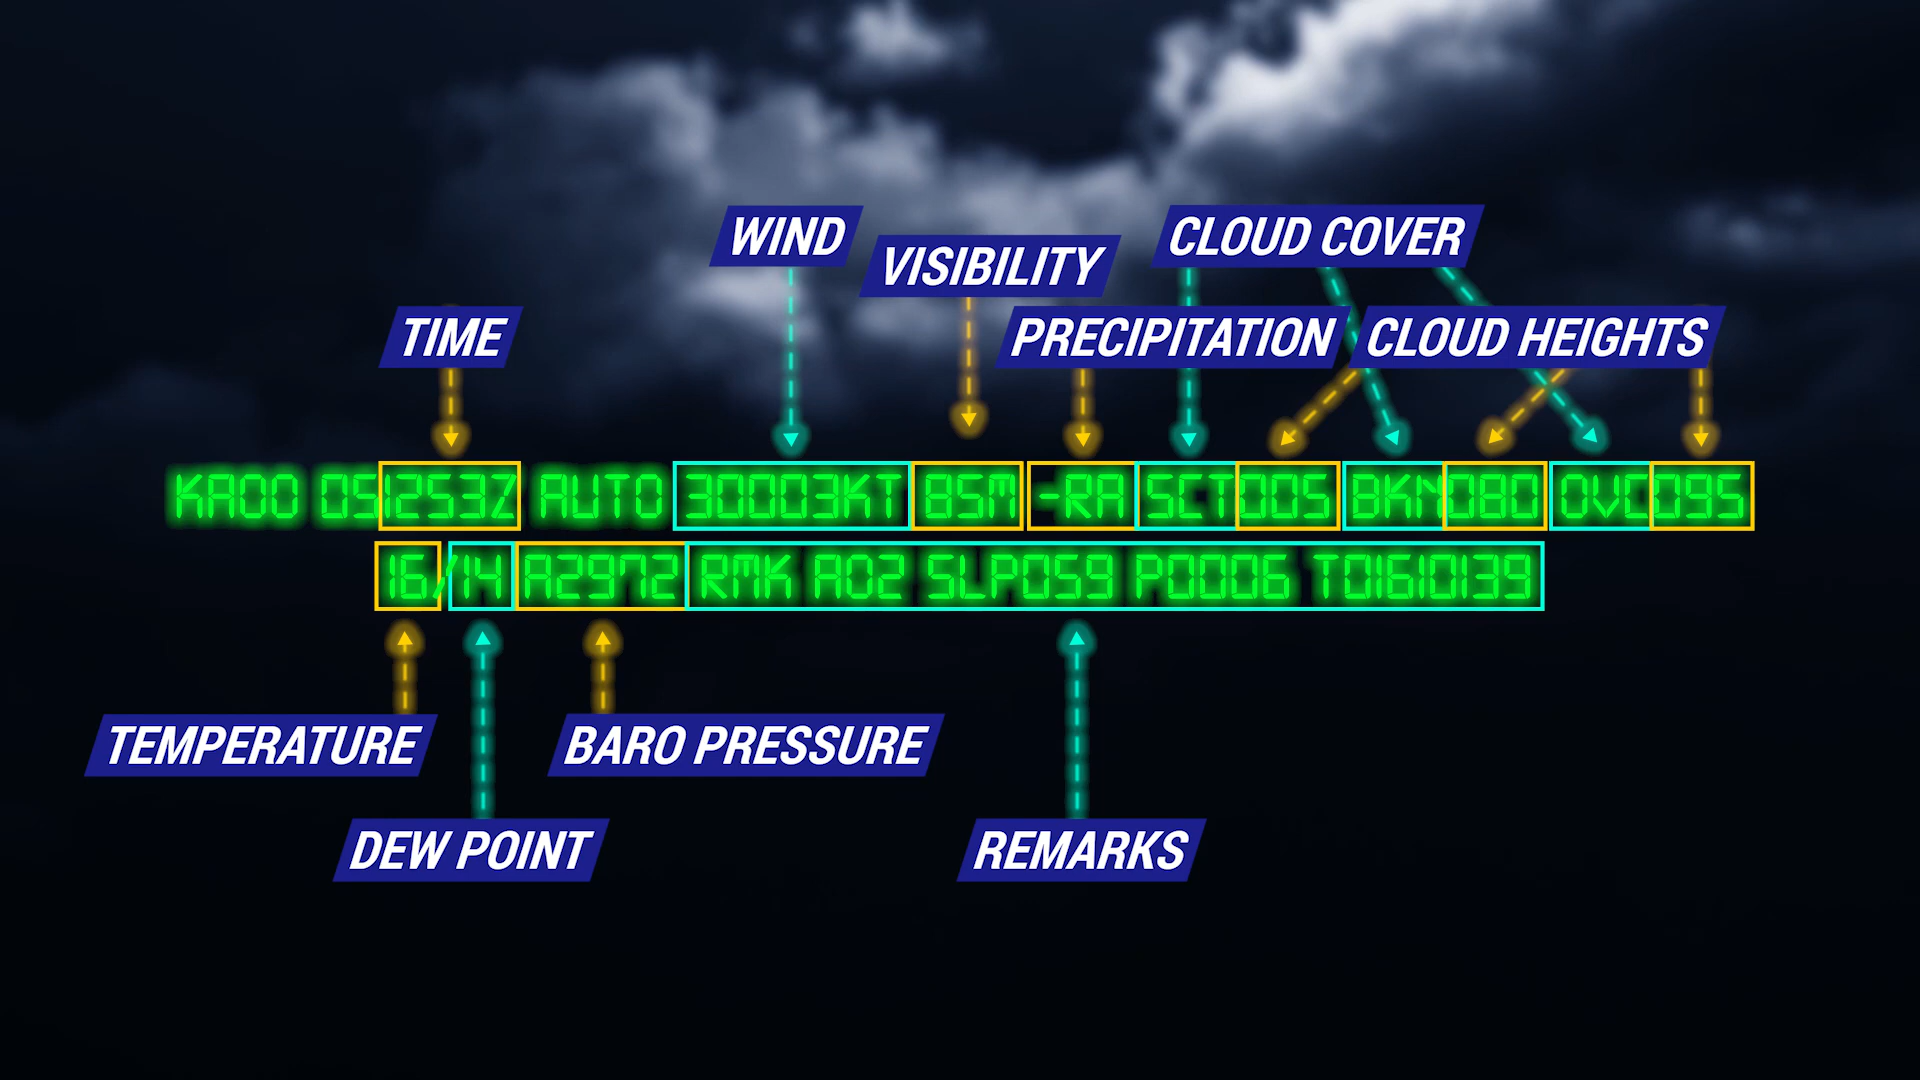 WIND
CLOUD COVER
VISIBILITY
TIME
PRECIPITATION
CLOUD HEIGHTS
KAOO 051253Z AUTO 30003KT 8SM -RA SCT005 BKN080 OVC095
16/14 A2972 RMK AO2 SLP059 P0006 T01610139
TEMPERATURE
BARO PRESSURE
DEW POINT
REMARKS